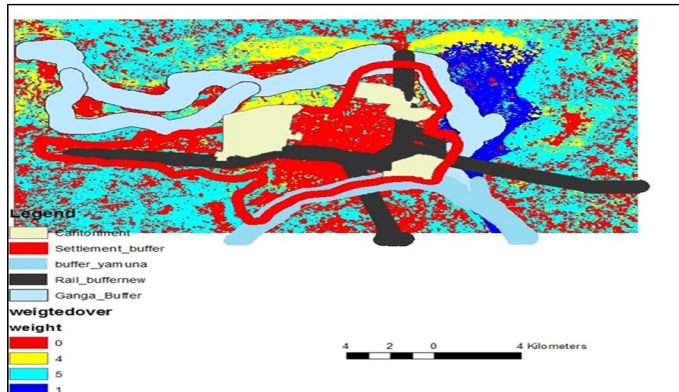 Legend
Cantonment
Settlement_buffer
buffer_yamuna
Rail_buffernew
Ganga_Buffer
weigtedover
weight
0
4
5
1
4 2 0 4 Kilometers